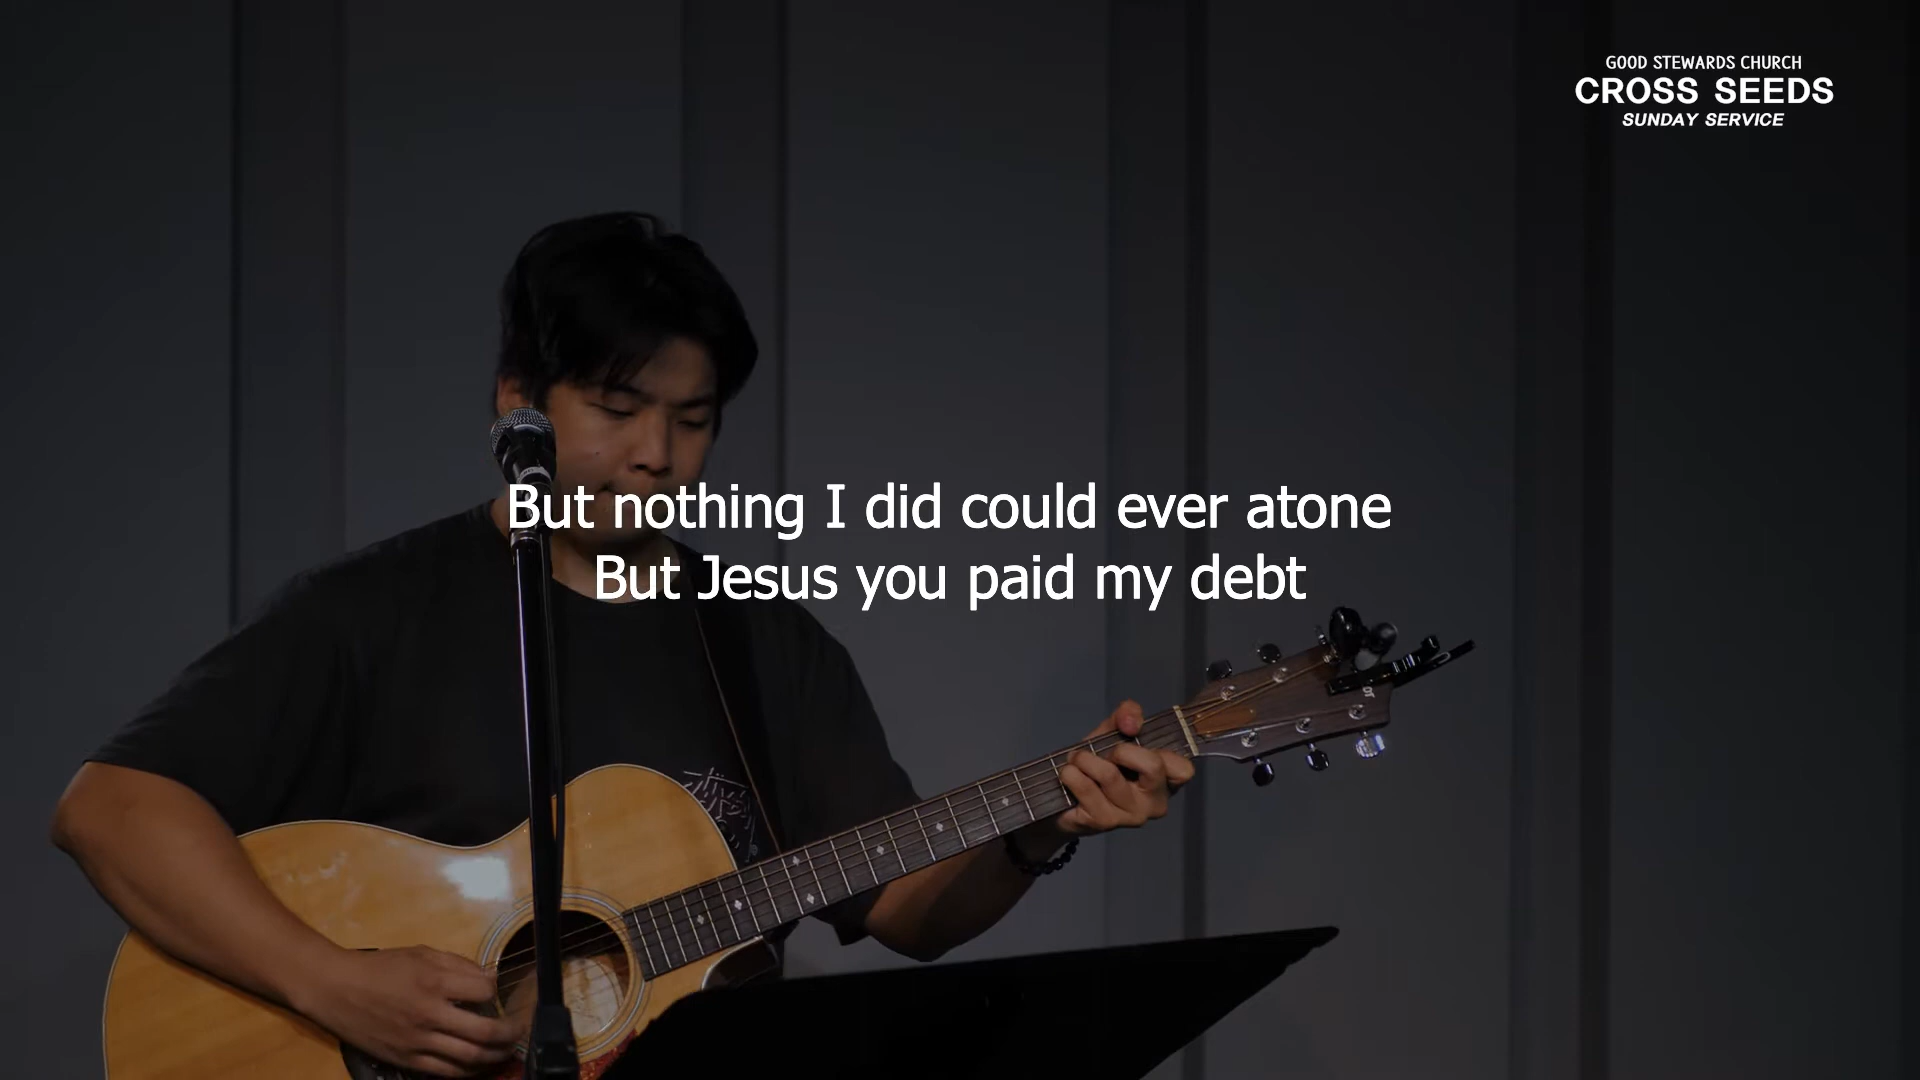 GOOD STEWARDS CHURCH
CROSS SEEDS
SUNDAY SERVICE
But nothing I did could ever atone
But Jesus you paid my debt